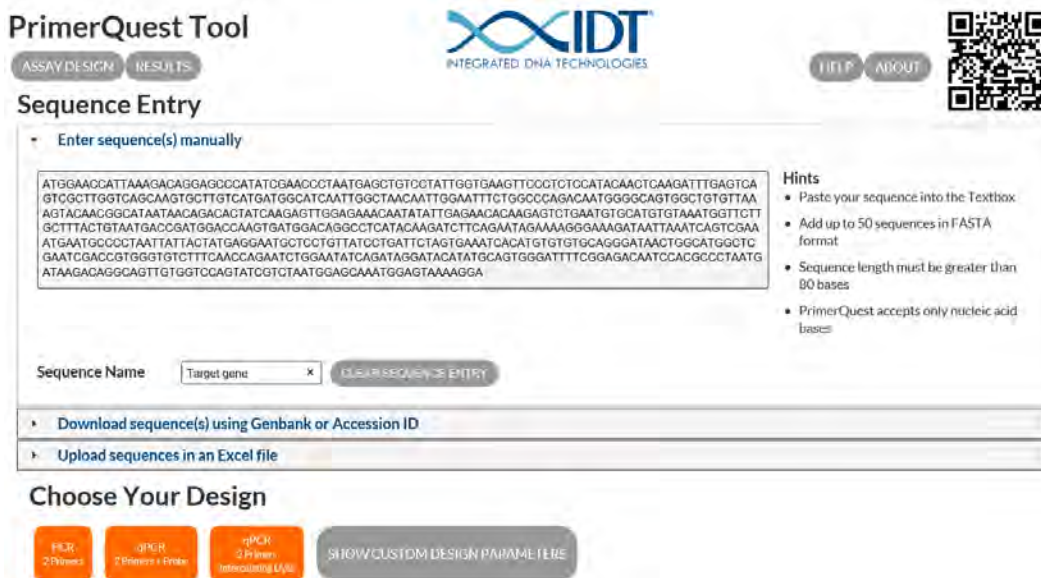 PrimerQuest Tool
IDT
INTEGRATED DNA TECHNOLOGIES
ASSAY DESIGN
RESULTS
HELP
ABOUT
Sequence Entry
Enter sequence(s) manually
ATGGAACCATTAAAGACAGGAGCCCATATCGAACCCTAATGAGCTGTCCTATTGGTGAAGTTCCCTCTCCATACAACTCAAGATTTGAGTCA
GTCGCTTGGTCAGCAAGTGCTTGTCATGATGGCATCAATTGGCTAACAATTGGAATTTCTGGCCCAGACAATGGGGCAGTGGCTGTGTTAA
AGTACAACGGCATAATAACAGACACTATCAAGAGTTGGAGAAACAATATATTGAGAACACAAGAGTCTGAATGTGCATGTGTAAATGGTTCTT
GCTTTACTGTAATGACCGATGGACCAAGTGATGGACAGGCCTCATACAAGATCTTCAGAATAGAAAAGGGAAAGATAATTAAATCAGTCGAA
ATGAATGCCCCTAATTATTACTATGAGGAATGCTCCTGTTATCCTGATTCTAGTGAAATCACATGTGTGTGCAGGGATAACTGGCATGGCTC
GAATCGACCGTGGGTGTCTTTCAACCAGAATCTGGAATATCAGATAGGATACATATGCAGTGGGATTTTCGGAGACAATCCACGCCCTAATG
ATAAGACAGGCAGTTGTGGTCCAGTATCGTCTAATGGAGCAAATGGAGTAAAAGGA
Hints
• Paste your sequence into the Textbox
• Add up to 50 sequences in FASTA
format
• Sequence length must be greater than
80 bases
• PrimerQuest accepts only nucleic acid
bases
Sequence Name
Target gene
×
CLEAR SEQUENCE ENTRY
Download sequence(s) using Genbank or Accession ID
Upload sequences in an Excel file
Choose Your Design
PCR
2 Primers
qPCR
2 Primers + Probe
qPCR
2 Primers
Intercalating Dyes
SHOW CUSTOM DESIGN PARAMETERS